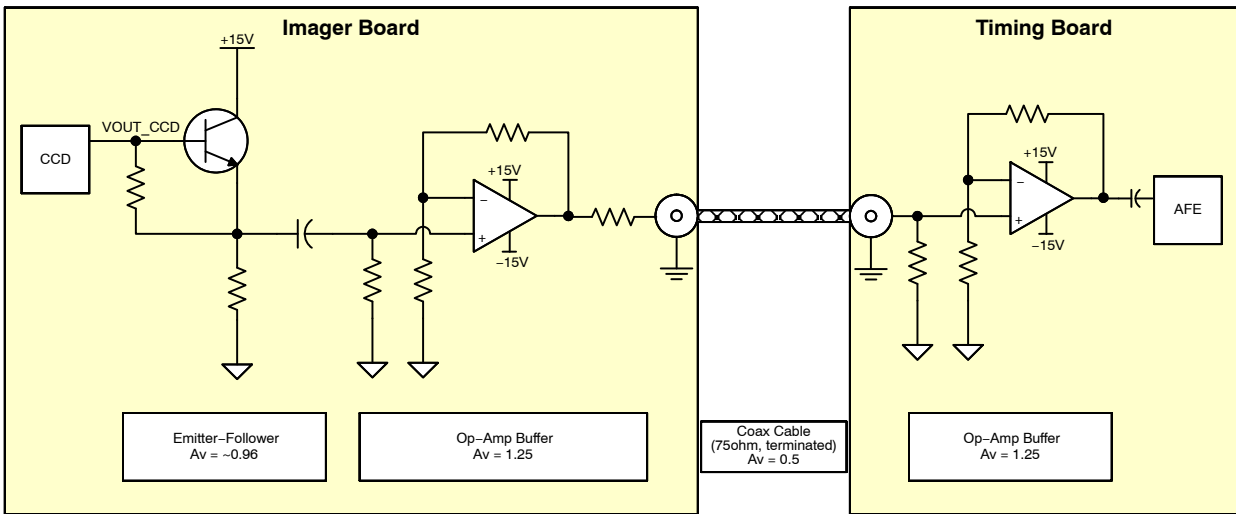 Imager Board
Timing Board
+15V
CCD
VOUT_CCD
+15V
−
+
−15V
+15V
−
+
−15V
AFE
Emitter−Follower
Av = ~0.96
Op−Amp Buffer
Av = 1.25
Coax Cable
(75ohm, terminated)
Av = 0.5
Op−Amp Buffer
Av = 1.25